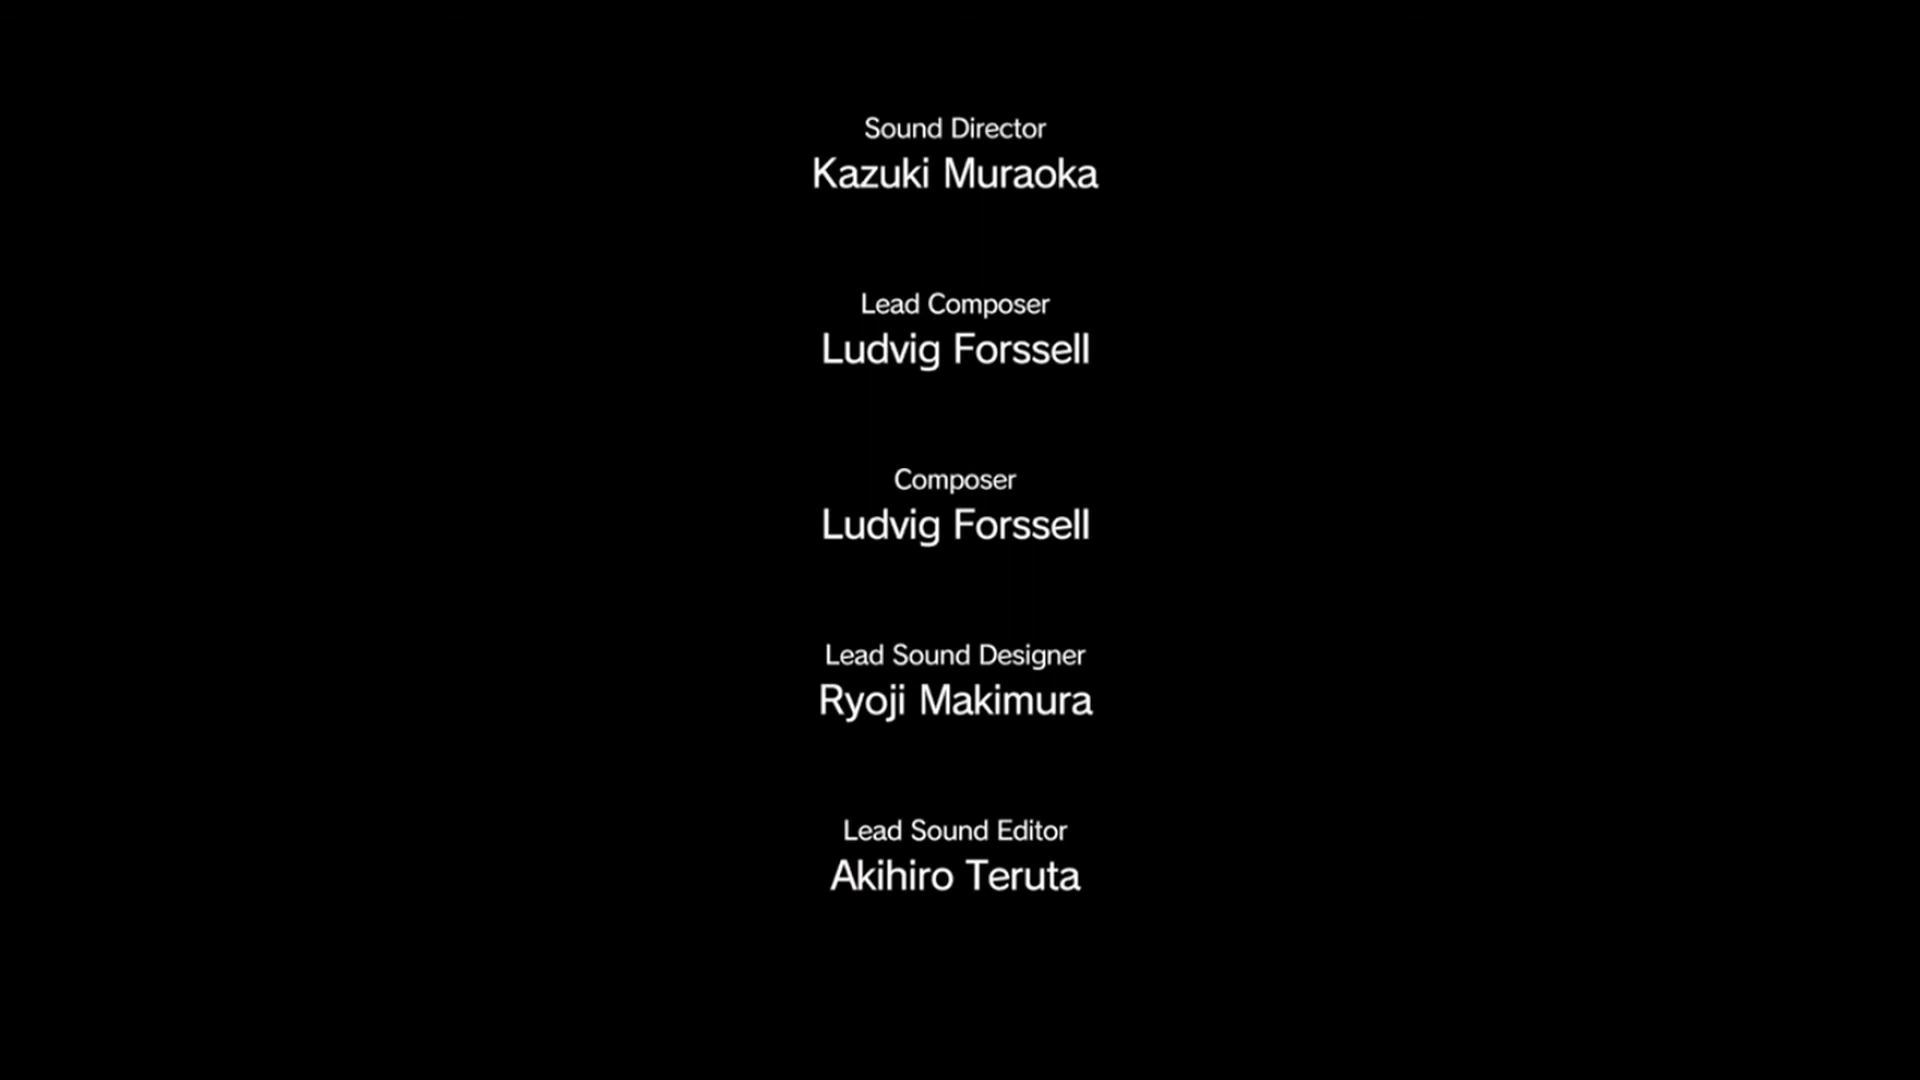 Sound Director
Kazuki Muraoka
Lead Composer
Ludvig Forssell
Composer
Ludvig Forssell
Lead Sound Designer
Ryoji Makimura
Lead Sound Editor
Akihiro Teruta